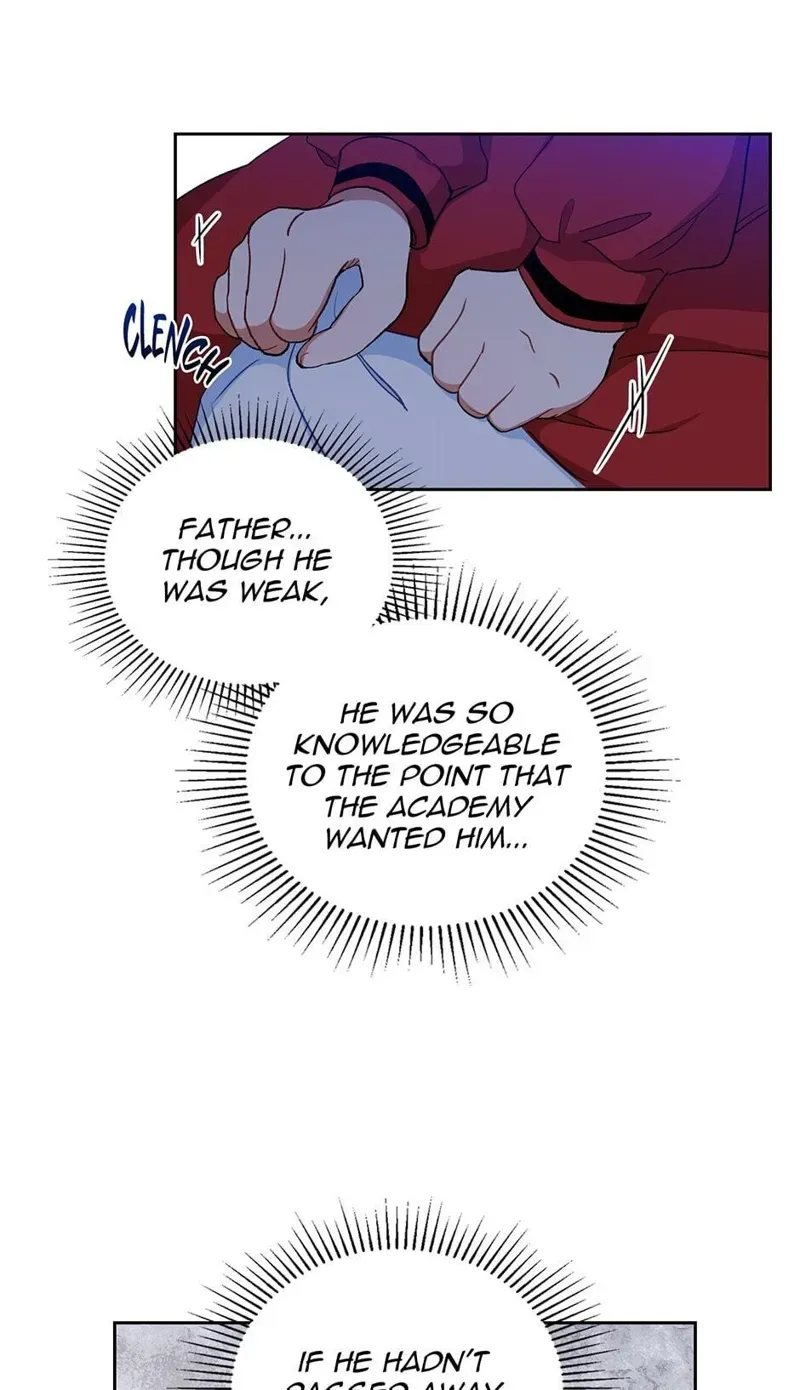 CLENCH
FATHER...
THOUGH HE
WAS WEAK,
HE WAS SO
KNOWLEDGEABLE
TO THE POINT THAT
THE ACADEMY
WANTED HIM...
IF HE HADN'T
AWAY